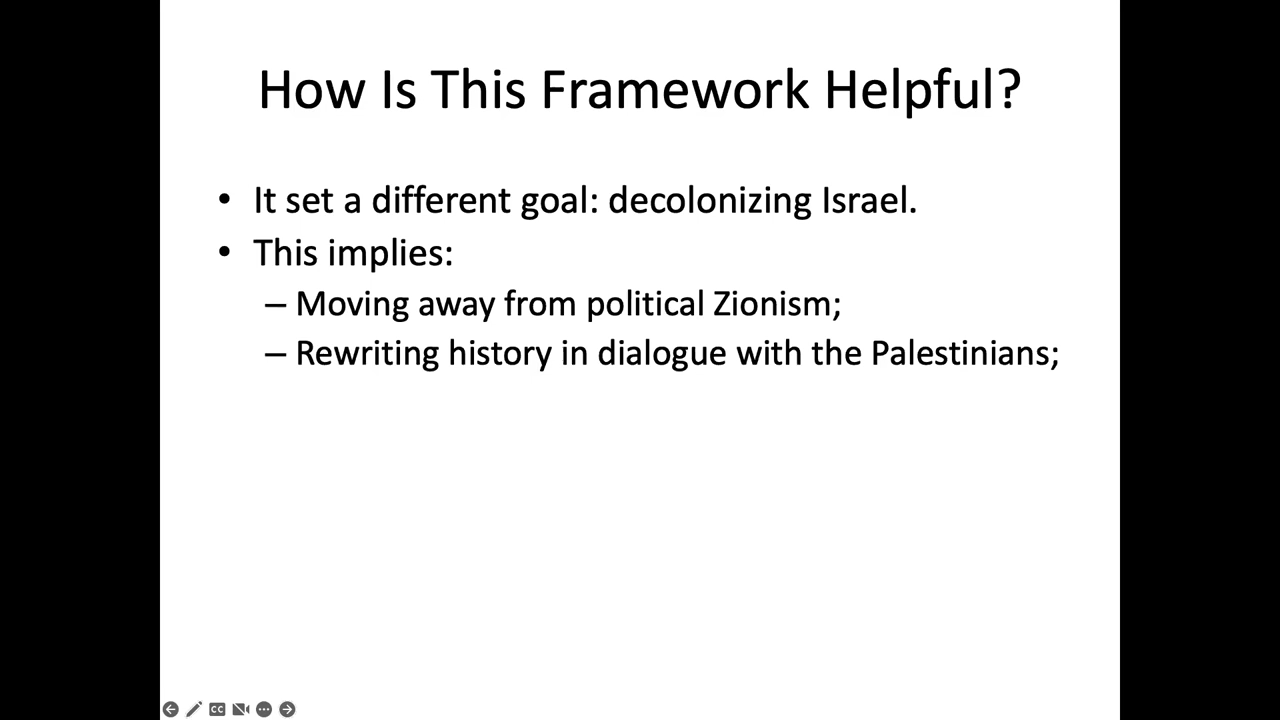 How Is This Framework Helpful?
• It set a different goal: decolonizing Israel.
• This implies:
– Moving away from political Zionism;
– Rewriting history in dialogue with the Palestinians;
CC